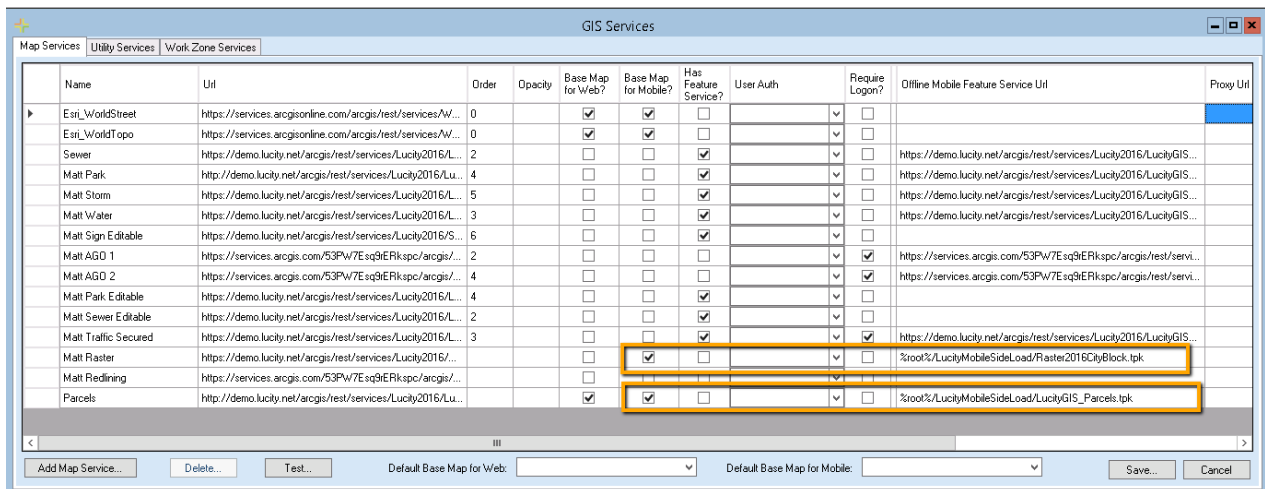 GIS Services
Map Services Utility Services Work Zone Services
Name Url Order Opacity Base Map for Web? Base Map for Mobile? Has Feature Service? User Auth Require Logon? Offline Mobile Feature Service Url Proxy Url
Esri_WorldStreet https://services.arcgisonline.com/arcgis/rest/services/W... 0
Esri_WorldTopo https://services.arcgisonline.com/arcgis/rest/services/W... 0
Sewer https://demo.lucity.net/arcgis/rest/services/Lucity2016/L... 2 https://demo.lucity.net/arcgis/rest/services/Lucity2016/LucityGIS...
Matt Park http://demo.lucity.net/arcgis/rest/services/Lucity2016/Lu... 4 https://demo.lucity.net/arcgis/rest/services/Lucity2016/LucityGIS...
Matt Storm https://demo.lucity.net/arcgis/rest/services/Lucity2016/L... 5 https://demo.lucity.net/arcgis/rest/services/Lucity2016/LucityGIS...
Matt Water https://demo.lucity.net/arcgis/rest/services/Lucity2016/L... 3 https://demo.lucity.net/arcgis/rest/services/Lucity2016/LucityGIS...
Matt Sign Editable https://demo.lucity.net/arcgis/rest/services/Lucity2016/S... 6
Matt AGO 1 https://services.arcgis.com/53PW7Esq9rERkspc/arcgis/... 2 https://services.arcgis.com/53PW7Esq9rERkspc/arcgis/rest/servi...
Matt AGO 2 https://services.arcgis.com/53PW7Esq9rERkspc/arcgis/... 4 https://services.arcgis.com/53PW7Esq9rERkspc/arcgis/rest/servi...
Matt Park Editable https://demo.lucity.net/arcgis/rest/services/Lucity2016/L... 4
Matt Sewer Editable https://demo.lucity.net/arcgis/rest/services/Lucity2016/L... 2
Matt Traffic Secured https://demo.lucity.net/arcgis/rest/services/Lucity2016/L... 3 https://demo.lucity.net/arcgis/rest/services/Lucity2016/LucityGIS...
Matt Raster https://demo.lucity.net/arcgis/rest/services/Lucity2016/... %root%/LucityMobileSideLoad/Raster2016CityBlock.tpk
Matt Redlining https://services.arcgis.com/53PW7Esq9rERkspc/arcgis/...
Parcels http://demo.lucity.net/arcgis/rest/services/Lucity2016/Lu... %root%/LucityMobileSideLoad/LucityGIS_Parcels.tpk
Add Map Service... Delete... Test... Default Base Map for Web: Default Base Map for Mobile: Save... Cancel